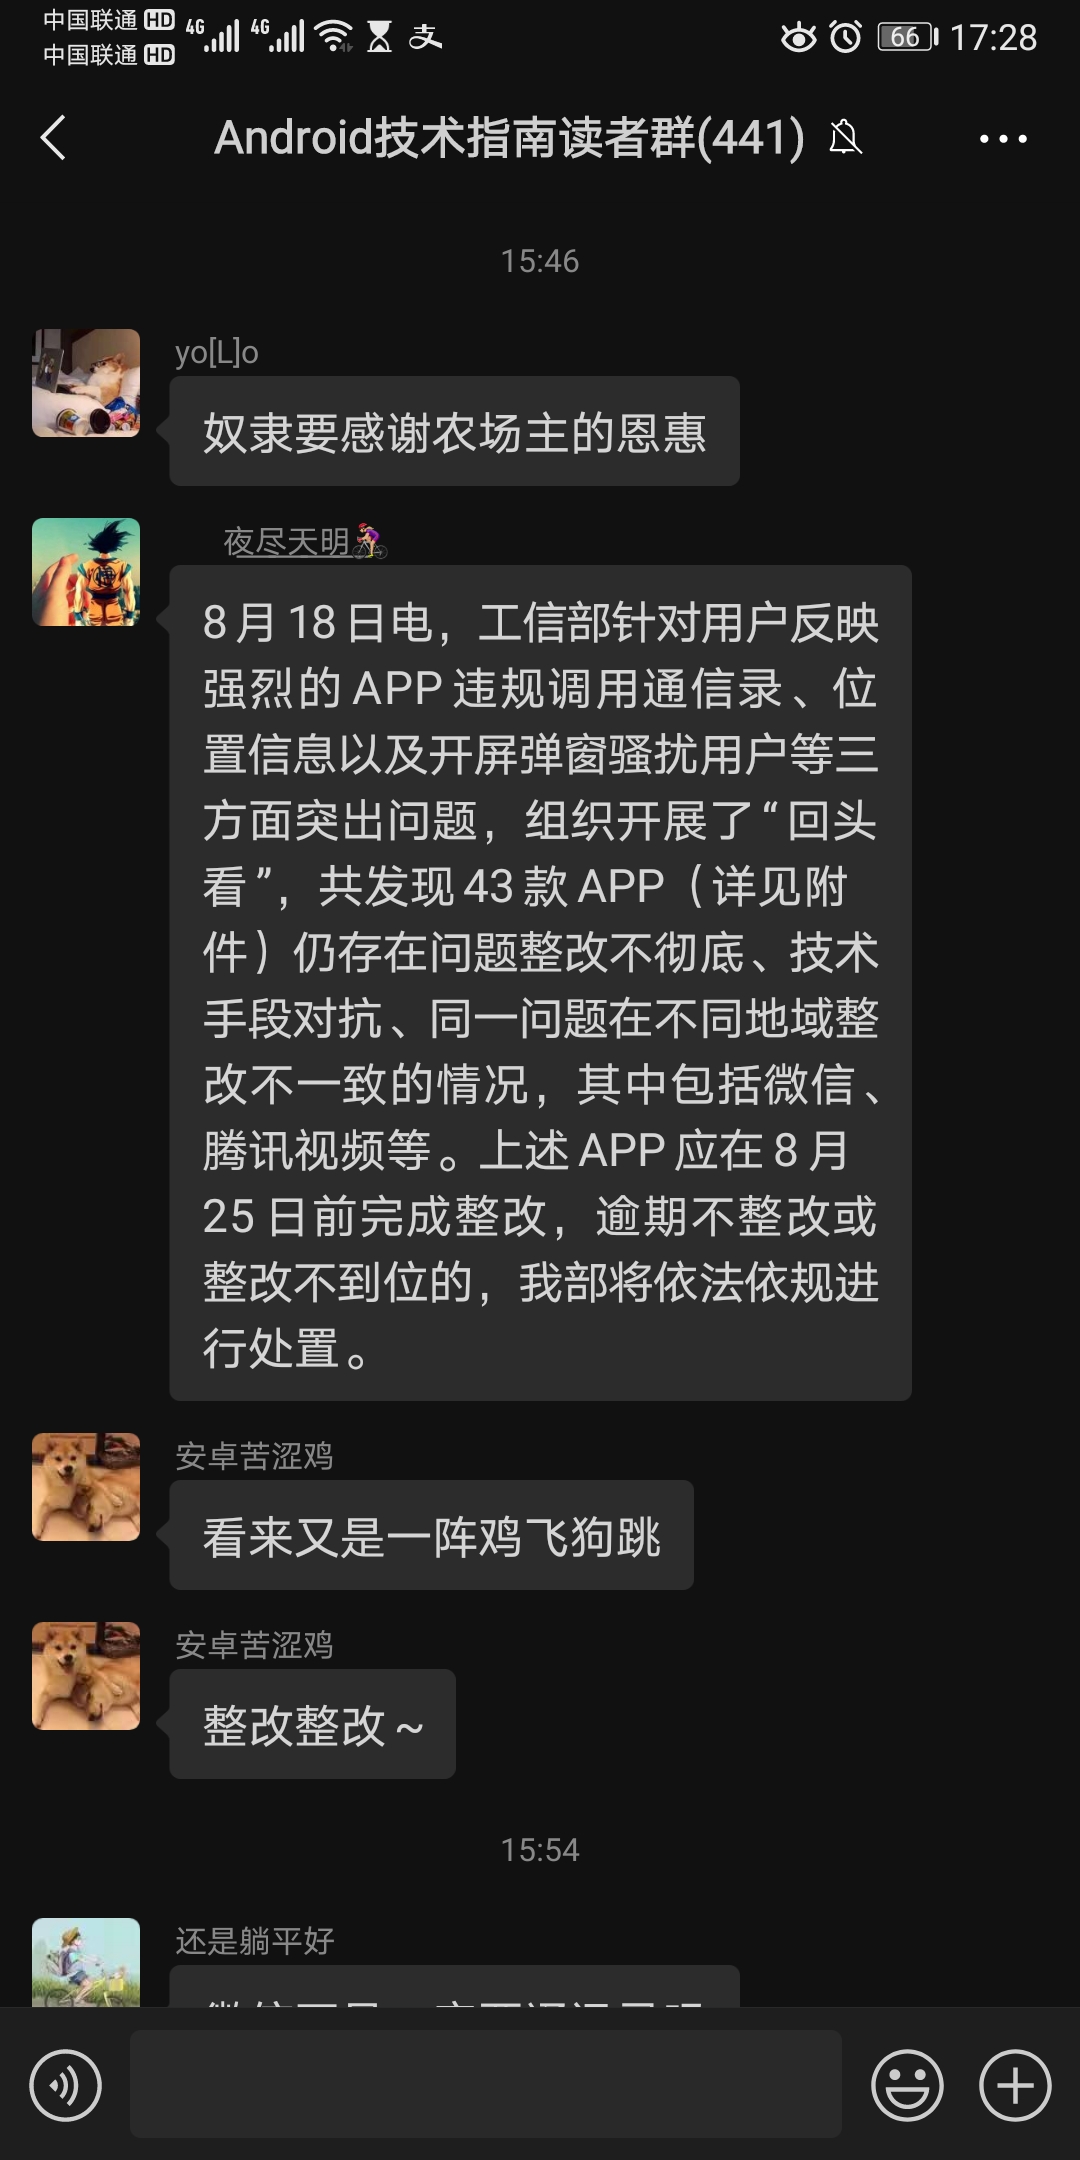 中国联通 HD 4G 4G 支 66 17:28
中国联通 HD
Android技术指南读者群(441)
15:46
yo[L]o
奴隶要感谢农场主的恩惠
夜尽天明🚴
8月18日电，工信部针对用户反映
强烈的APP违规调用通信录、位
置信息以及开屏弹窗骚扰用户等三
方面突出问题，组织开展了“回头
看”，共发现43款APP（详见附
件）仍存在问题整改不彻底、技术
手段对抗、同一问题在不同地域整
改不一致的情况，其中包括微信、
腾讯视频等。上述APP应在8月
25日前完成整改，逾期不整改或
整改不到位的，我部将依法依规进
行处置。
安卓苦涩鸡
看来又是一阵鸡飞狗跳
安卓苦涩鸡
整改整改~
15:54
还是躺平好